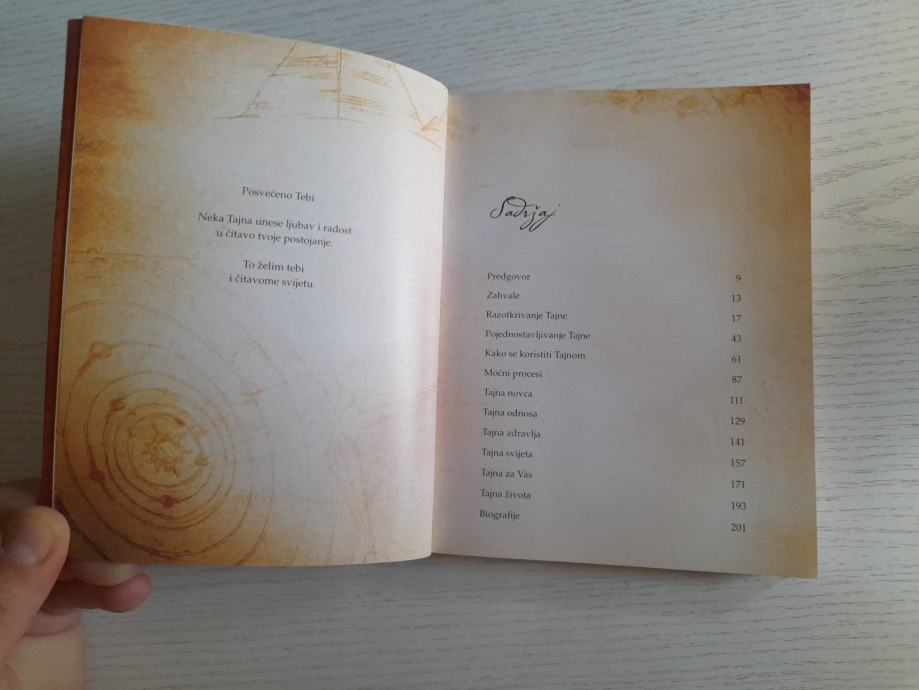 Posvećeno Tebi
Neka Tajna unese ljubav i radost
u čitavo tvoje postojanje.
To želim tebi
i čitavome svijetu.
Sadržaj
Predgovor 9
Zahvale 13
Razotkrivanje Tajne 17
Pojednostavljivanje Tajne 43
Kako se koristiti Tajnom 61
Moćni procesi 87
Tajna novca 111
Tajna odnosa 129
Tajna zdravlja 141
Tajna svijeta 157
Tajna za Vas 171
Tajna života 193
Biografije 201